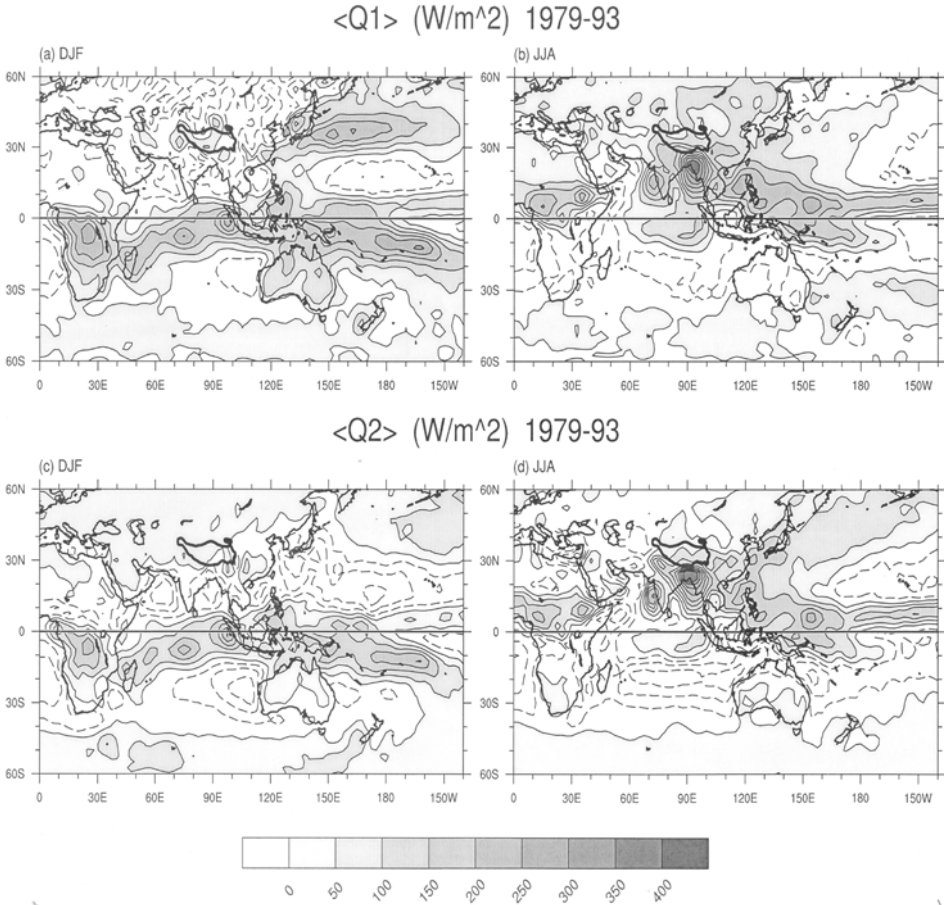 <Q1> (W/m^2) 1979-93
(a) DJF
(b) JJA
60N 60N
30N 30N
0 0
30S 30S
60S 60S
0 30E 60E 90E 120E 150E 180 150W 0 30E 60E 90E 120E 150E 180 150W
<Q2> (W/m^2) 1979-93
(c) DJF
(d) JJA
60N 60N
30N 30N
0 0
30S 30S
60S 60S
0 30E 60E 90E 120E 150E 180 150W 0 30E 60E 90E 120E 150E 180 150W
0 50 100 150 200 250 300 350 400